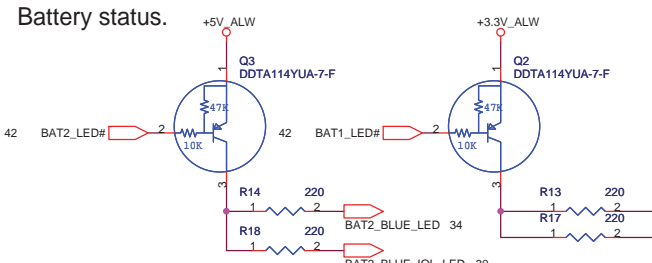 Battery status.
+5V_ALW
+3.3V_ALW
1
Q3
DDTA114YUA-7-F
1
Q2
DDTA114YUA-7-F
47K
47K
42 BAT2_LED# 2
10K
42 BAT1_LED# 2
10K
3
3
R14 220
1 2
BAT2_BLUE_LED 34
R18 220
1 2
R13 220
1 2
R17 220
1 2